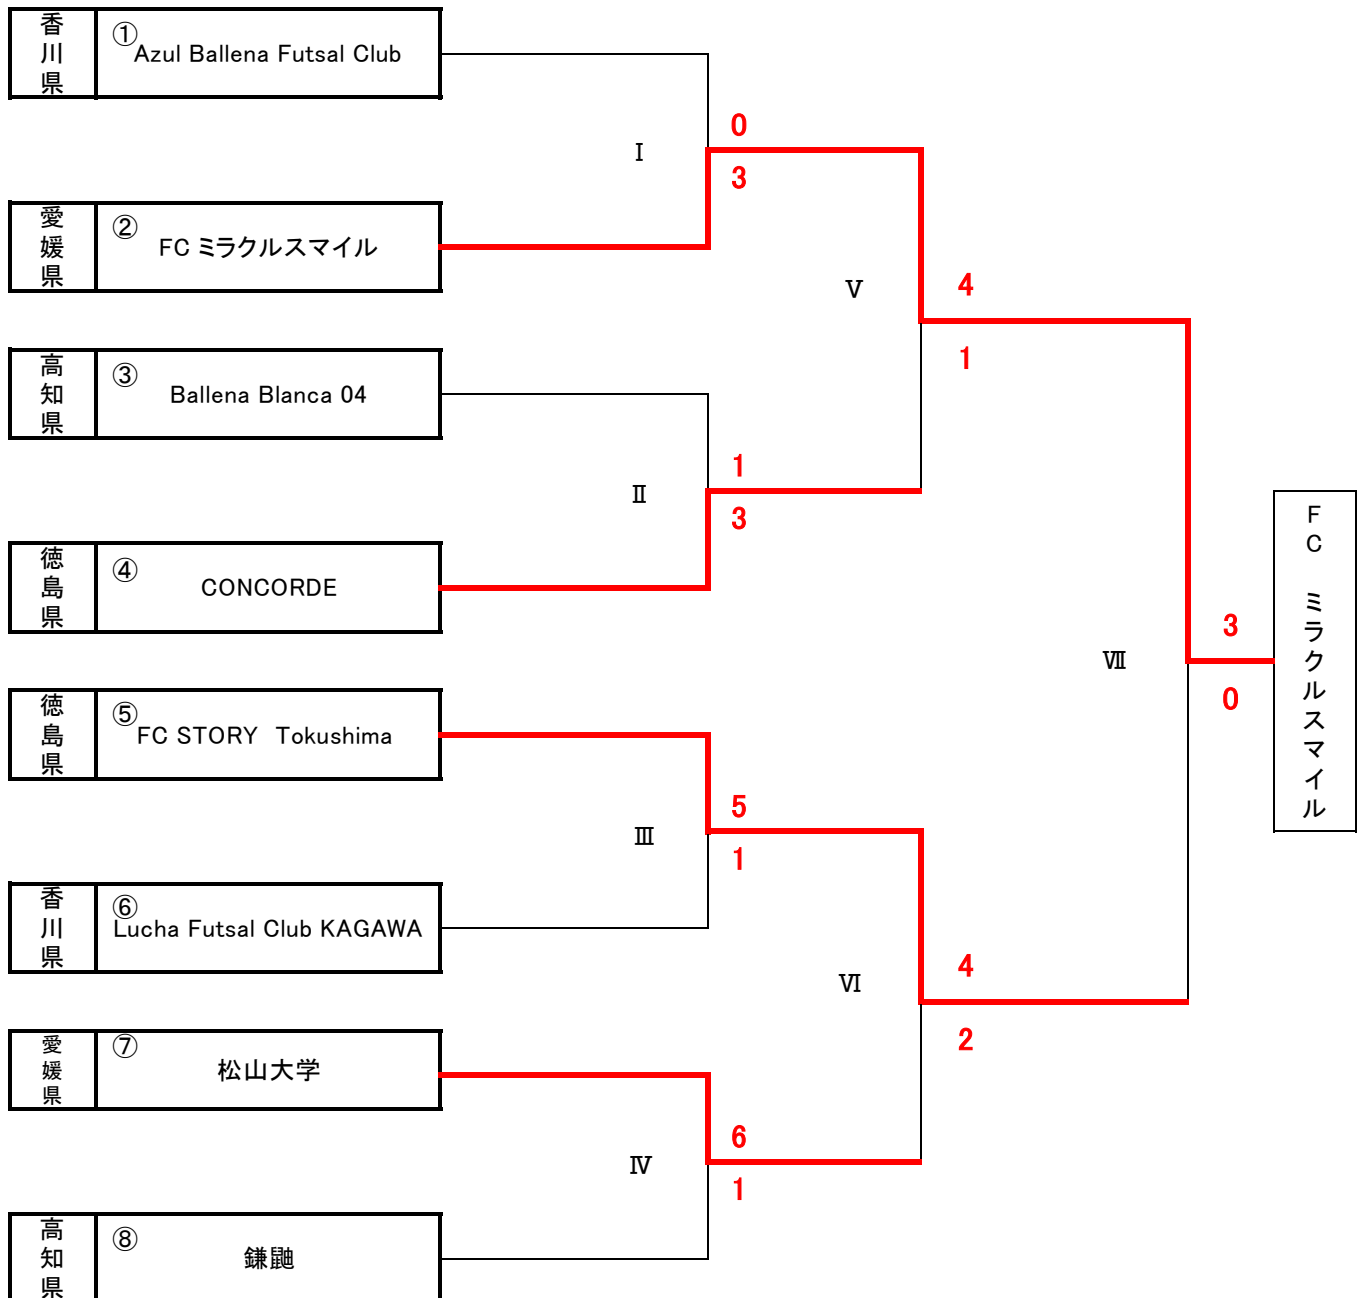 香川県
①
Azul Ballena Futsal Club
0
Ⅰ
3
愛媛県
②
FC ミラクルスマイル
4
Ⅴ
1
高知県
③
Ballena Blanca 04
1
Ⅱ
3
徳島県
④
CONCORDE
FC ミラクルスマイル
3
Ⅶ
0
徳島県
⑤
FC STORY Tokushima
5
Ⅲ
1
香川県
⑥
Lucha Futsal Club KAGAWA
4
Ⅵ
2
愛媛県
⑦
松山大学
6
Ⅳ
1
高知県
⑧
鎌鼬